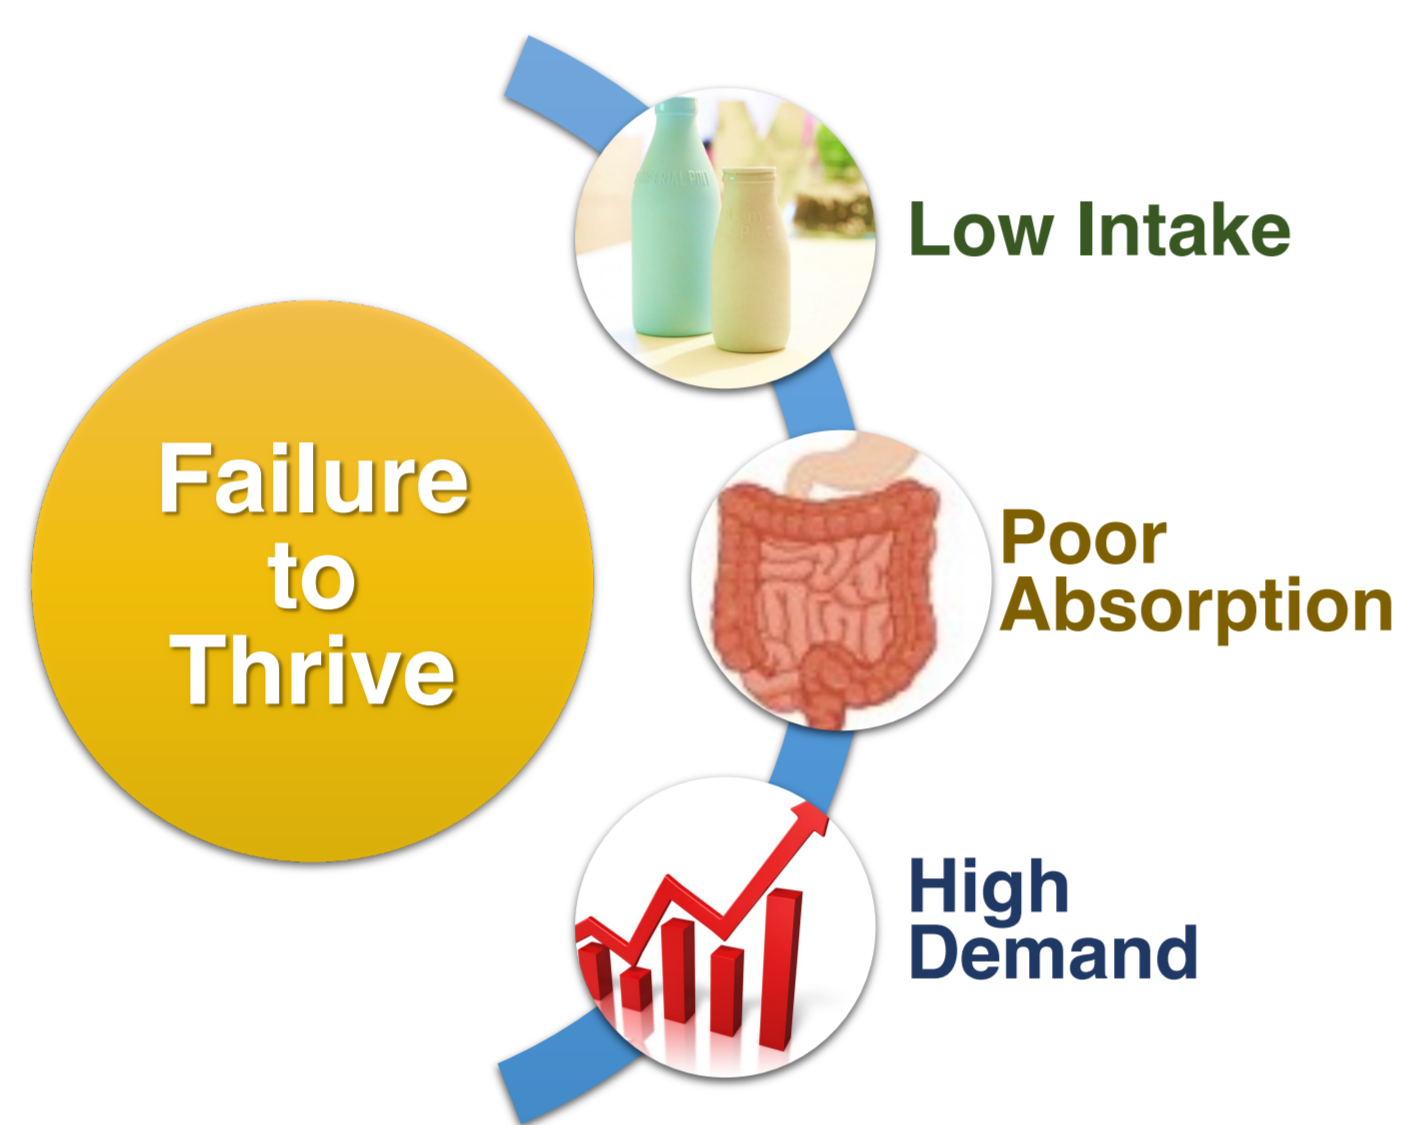 Failure
to
Thrive
Low Intake
Poor
Absorption
High
Demand